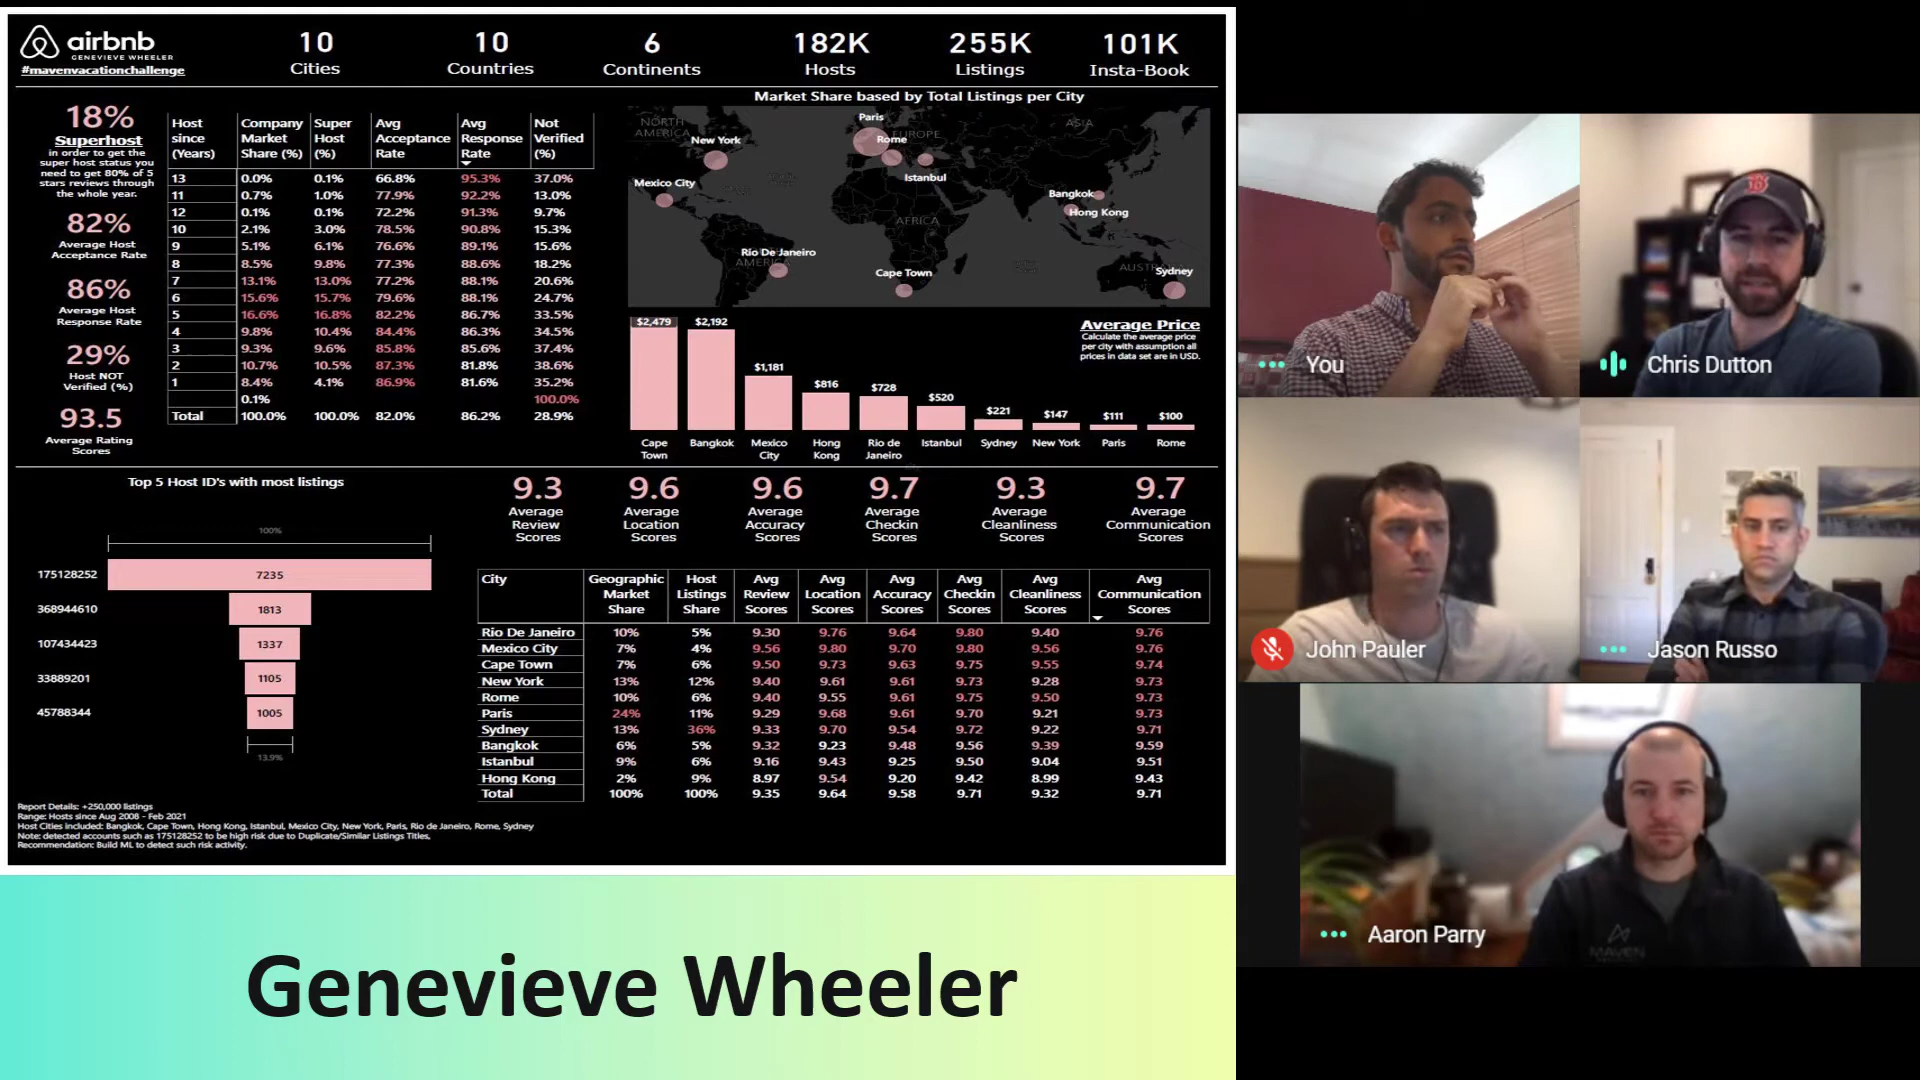 airbnb
GENEVIEVE WHEELER
#mavenvacationchallenge
10
Cities
10
Countries
6
Continents
182K
Hosts
255K
Listings
101K
Insta-Book
18%
Superhost
in order to get the
super host status you
need to get 80% of 5
stars reviews through
the whole year.
82%
Average Host
Acceptance Rate
86%
Average Host
Response Rate
29%
Host NOT
Verified (%)
93.5
Average Rating
Scores
Host since (Years) Company Market Share (%) Super Host (%) Avg Acceptance Rate Avg Response Rate Not Verified (%)
13 0.0% 0.1% 66.8% 95.3% 37.0%
11 0.7% 1.0% 77.9% 92.2% 13.0%
12 0.1% 0.1% 72.2% 91.3% 9.7%
10 2.1% 3.0% 78.5% 90.8% 15.3%
9 5.1% 6.1% 76.6% 89.1% 15.6%
8 8.5% 9.8% 77.3% 88.6% 18.2%
7 13.1% 13.0% 77.2% 88.1% 20.6%
6 15.6% 15.7% 79.6% 88.1% 24.7%
5 16.6% 16.8% 82.2% 86.7% 33.5%
4 9.8% 10.4% 84.4% 86.3% 34.5%
3 9.3% 9.6% 85.8% 85.6% 37.4%
2 10.7% 10.5% 87.3% 81.8% 38.6%
1 8.4% 4.1% 86.9% 81.6% 35.2%
0.1% 100.0%
Total 100.0% 100.0% 82.0% 86.2% 28.9%
Market Share based by Total Listings per City
NORTH AMERICA
New York
Mexico City
Paris
EUROPE
Rome
Istanbul
ASIA
Bangkok
Hong Kong
AFRICA
Rio De Janeiro
AMERICA
Cape Town
AUSTRA
Sydney
Average Price
Calculate the average price
per city with assumption all
prices in data set are in USD.
$2,479 $2,192 $1,181 $816 $728 $520 $221 $147 $111 $100
Cape Town Bangkok Mexico City Hong Kong Rio de Janeiro Istanbul Sydney New York Paris Rome
Top 5 Host ID's with most listings
100%
175128252 7235
368944610 1813
107434423 1337
33889201 1105
45788344 1005
13.9%
9.3
Average Review Scores
9.6
Average Location Scores
9.6
Average Accuracy Scores
9.7
Average Checkin Scores
9.3
Average Cleanliness Scores
9.7
Average Communication Scores
City Geographic Market Share Host Listings Share Avg Review Scores Avg Location Scores Avg Accuracy Scores Avg Checkin Scores Avg Cleanliness Scores Avg Communication Scores
Rio De Janeiro 10% 5% 9.30 9.76 9.64 9.80 9.40 9.76
Mexico City 7% 4% 9.56 9.80 9.70 9.80 9.56 9.76
Cape Town 7% 6% 9.50 9.73 9.63 9.75 9.55 9.74
New York 13% 12% 9.40 9.61 9.61 9.73 9.28 9.73
Rome 10% 6% 9.40 9.55 9.61 9.75 9.50 9.73
Paris 24% 11% 9.29 9.68 9.61 9.70 9.21 9.73
Sydney 13% 36% 9.33 9.70 9.54 9.72 9.22 9.71
Bangkok 6% 5% 9.32 9.23 9.48 9.56 9.39 9.59
Istanbul 9% 6% 9.16 9.43 9.25 9.50 9.04 9.51
Hong Kong 2% 9% 8.97 9.54 9.20 9.42 8.99 9.43
Total 100% 100% 9.35 9.64 9.58 9.71 9.32 9.71
Report Details: +250,000 listings
Range: Hosts since Aug 2008 - Feb 2021
Host Cities included: Bangkok, Cape Town, Hong Kong, Istanbul, Mexico City, New York, Paris, Rio de Janeiro, Rome, Sydney
Note: detected accounts such as 175128252 to be high risk due to Duplicate/Similar Listings Titles,
Recommendation: Build ML to detect such risk activity.
Genevieve Wheeler
You
Chris Dutton
John Pauler
Jason Russo
Aaron Parry
MAVEN